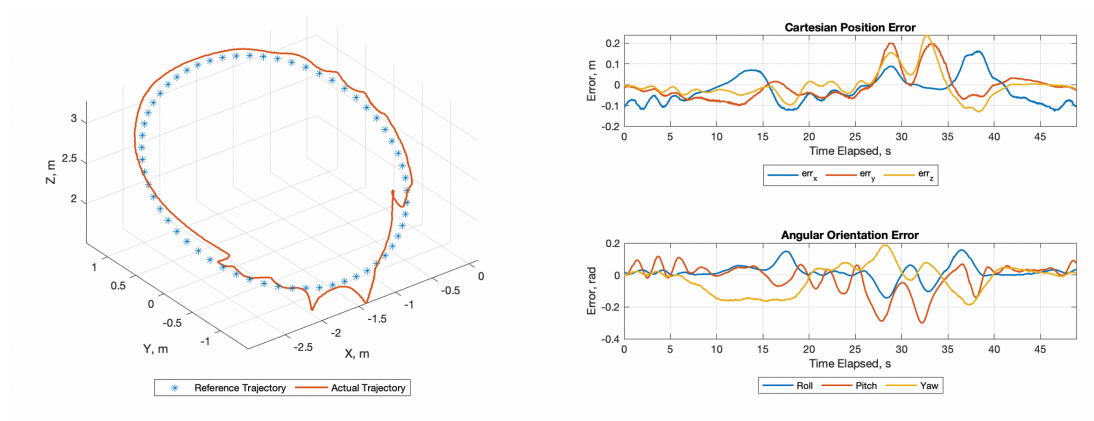 3
2.5
2
Z, m
1
0.5
0
-0.5
-1
Y, m
-2.5
-2
-1.5
-1
-0.5
0
X, m
Reference Trajectory Actual Trajectory
Cartesian Position Error
0.2
0.1
0
-0.1
-0.2
Error, m
0 5 10 15 20 25 30 35 40 45
Time Elapsed, s
err_x err_y err_z
Angular Orientation Error
0.2
0
-0.2
-0.4
Error, rad
0 5 10 15 20 25 30 35 40 45
Time Elapsed, s
Roll Pitch Yaw